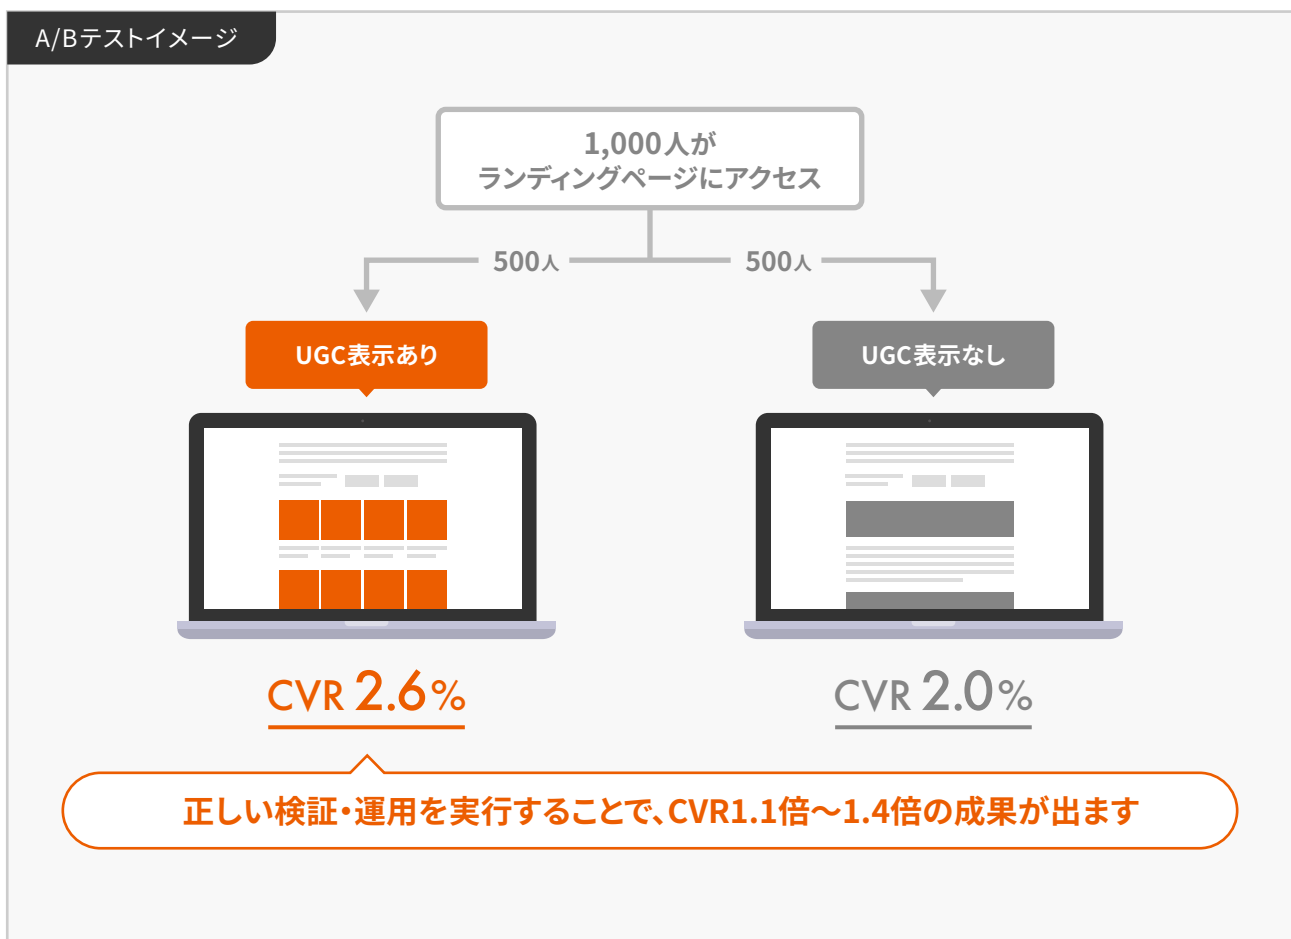 A/Bテストイメージ
1,000人が
ランディングページにアクセス
500人
500人
UGC表示あり
UGC表示なし
CVR 2.6%
CVR 2.0%
正しい検証・運用を実行することで、CVR1.1倍〜1.4倍の成果が出ます